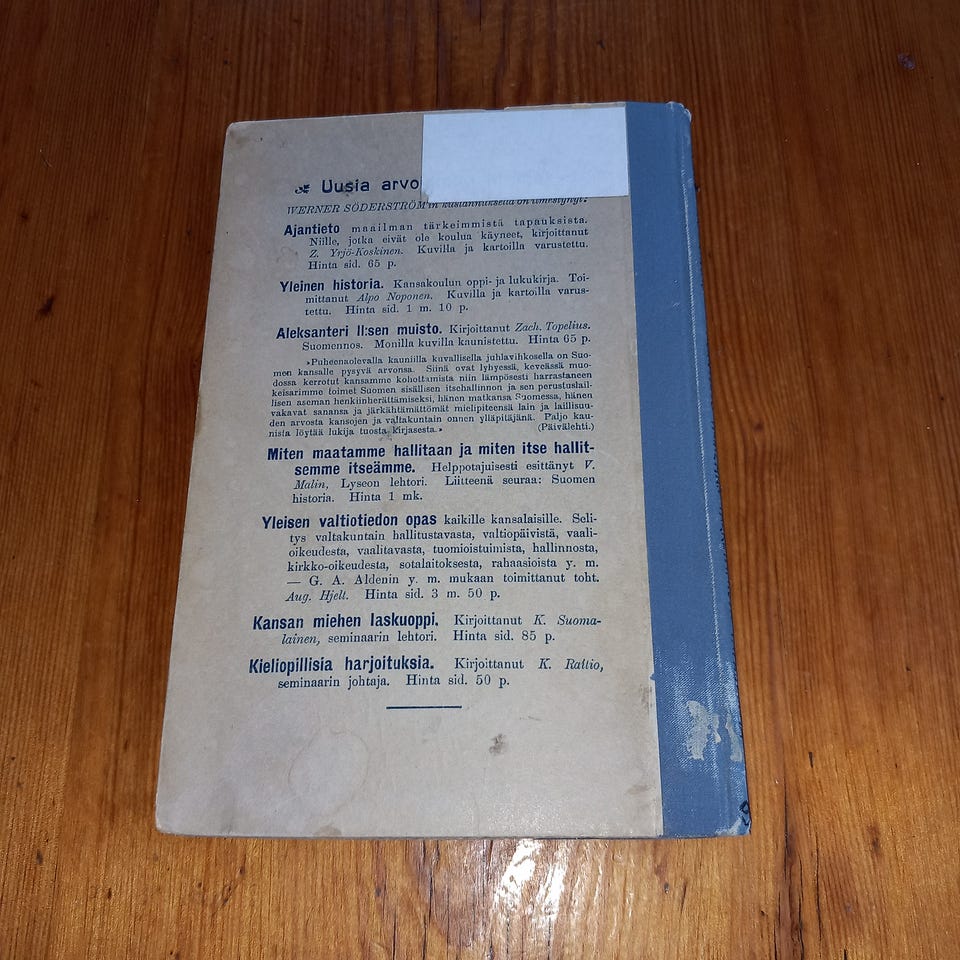 Uusia arvo
WERNER SÖDERSTRÖM'in kustannuksella on ilmestynyt:
Ajantieto maailman tärkeimmistä tapauksista.
Niille, jotka eivät ole koulua käyneet, kirjoittanut
Z. Yrjö-Koskinen. Kuvilla ja kartoilla varustettu.
Hinta sid. 65 p.
Yleinen historia. Kansakoulun oppi- ja lukukirja. Toi-
mittanut Alpo Noponen. Kuvilla ja kartoilla varus-
tettu. Hinta sid. 1 m. 10 p.
Aleksanteri II:sen muisto. Kirjoittanut Zach. Topelius.
Suomennos. Monilla kuvilla kaunistettu. Hinta 65 p.
»Puheenaolevalla kauniilla kuvallisella juhlavihkosella on Suo-
men kansalle pysyvä arvonsa. Siinä ovat lyhyessä, keveässä muo-
dossa kerrotut kansamme kohottamista niin lämpösesti harrastaneen
keisarimme toimet Suomen sisällisen itsehallinnon ja sen perustuslail-
lisen aseman henkiinherättämiseksi, hänen matkansa Suomessa, hänen
vakavat sanansa ja järkähtämättömät mielipiteensä lain ja laillisuu-
den arvosta kansojen ja valtakuntain onnen ylläpitäjänä. Paljo kau-
nista löytää lukija tuosta kirjasesta.» (Päivälehti.)
Miten maatamme hallitaan ja miten itse hallit-
semme itseämme. Helppotajuisesti esittänyt V.
Malin, Lyseon lehtori. Liitteenä seuraa: Suomen
historia. Hinta 1 mk.
Yleisen valtiotiedon opas kaikille kansalaisille. Seli-
tys valtakuntain hallitustavasta, valtiopäivistä, vaali-
oikeudesta, vaalitavasta, tuomioistuimista, hallinnosta,
kirkko-oikeudesta, sotalaitoksesta, rahaasioista y. m.
— G. A. Aldenin y. m. mukaan toimittanut toht.
Aug. Hjelt. Hinta sid. 3 m. 50 p.
Kansan miehen laskuoppi. Kirjoittanut K. Suoma-
lainen, seminaarin lehtori. Hinta sid. 85 p.
Kieliopillisia harjoituksia. Kirjoittanut K. Raitio,
seminaarin johtaja. Hinta sid. 50 p.